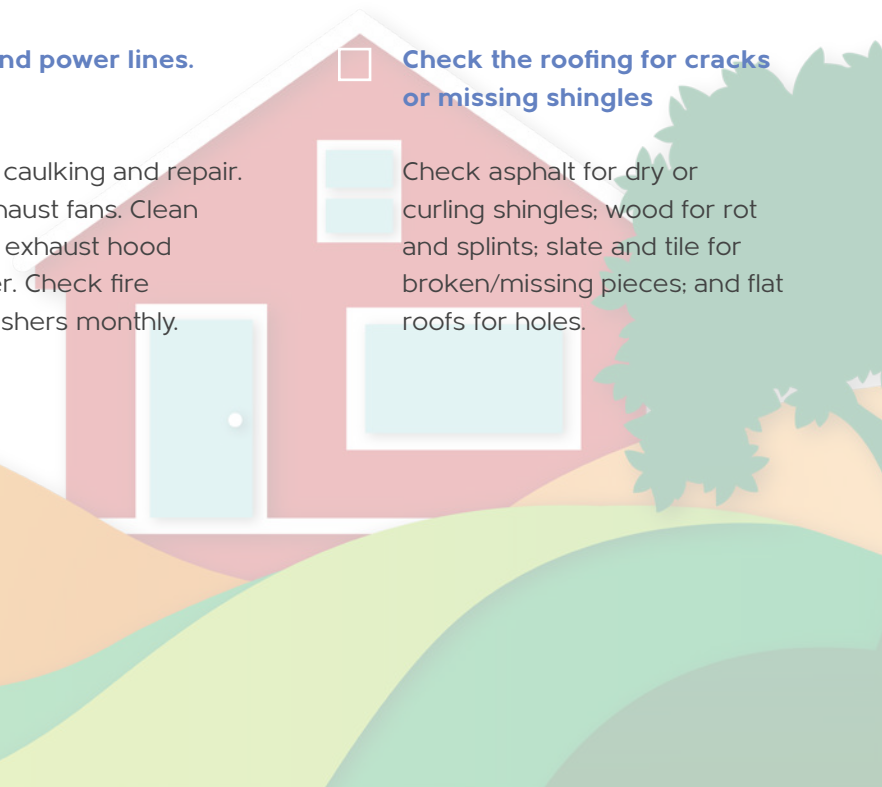 nd power lines.
caulking and repair.
haust fans. Clean
exhaust hood
r. Check fire
shers monthly.
Check the roofing for cracks
or missing shingles
Check asphalt for dry or
curling shingles; wood for rot
and splints; slate and tile for
broken/missing pieces; and flat
roofs for holes.